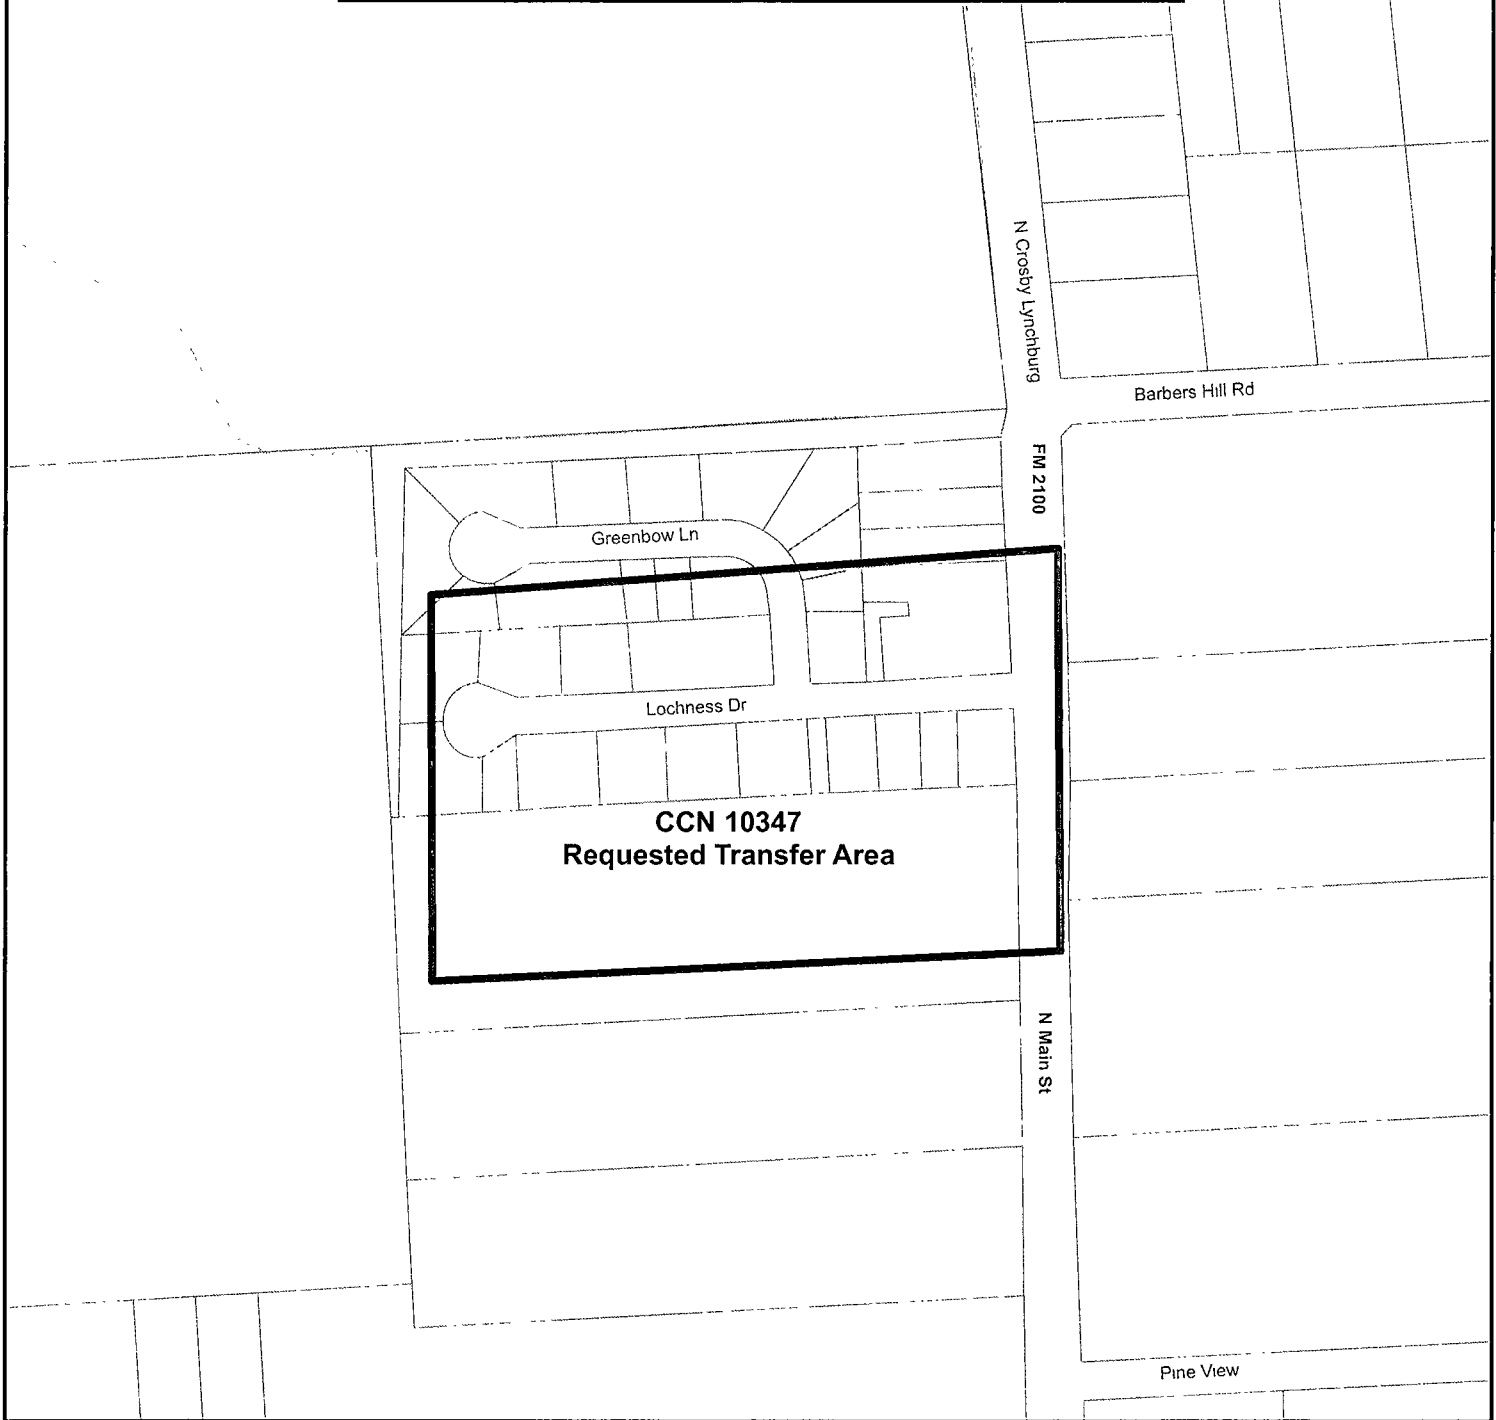 N Crosby Lynchburg
Barbers Hill Rd
FM 2100
Greenbow Ln
Lochness Dr
CCN 10347
Requested Transfer Area
N Main St
Pine View